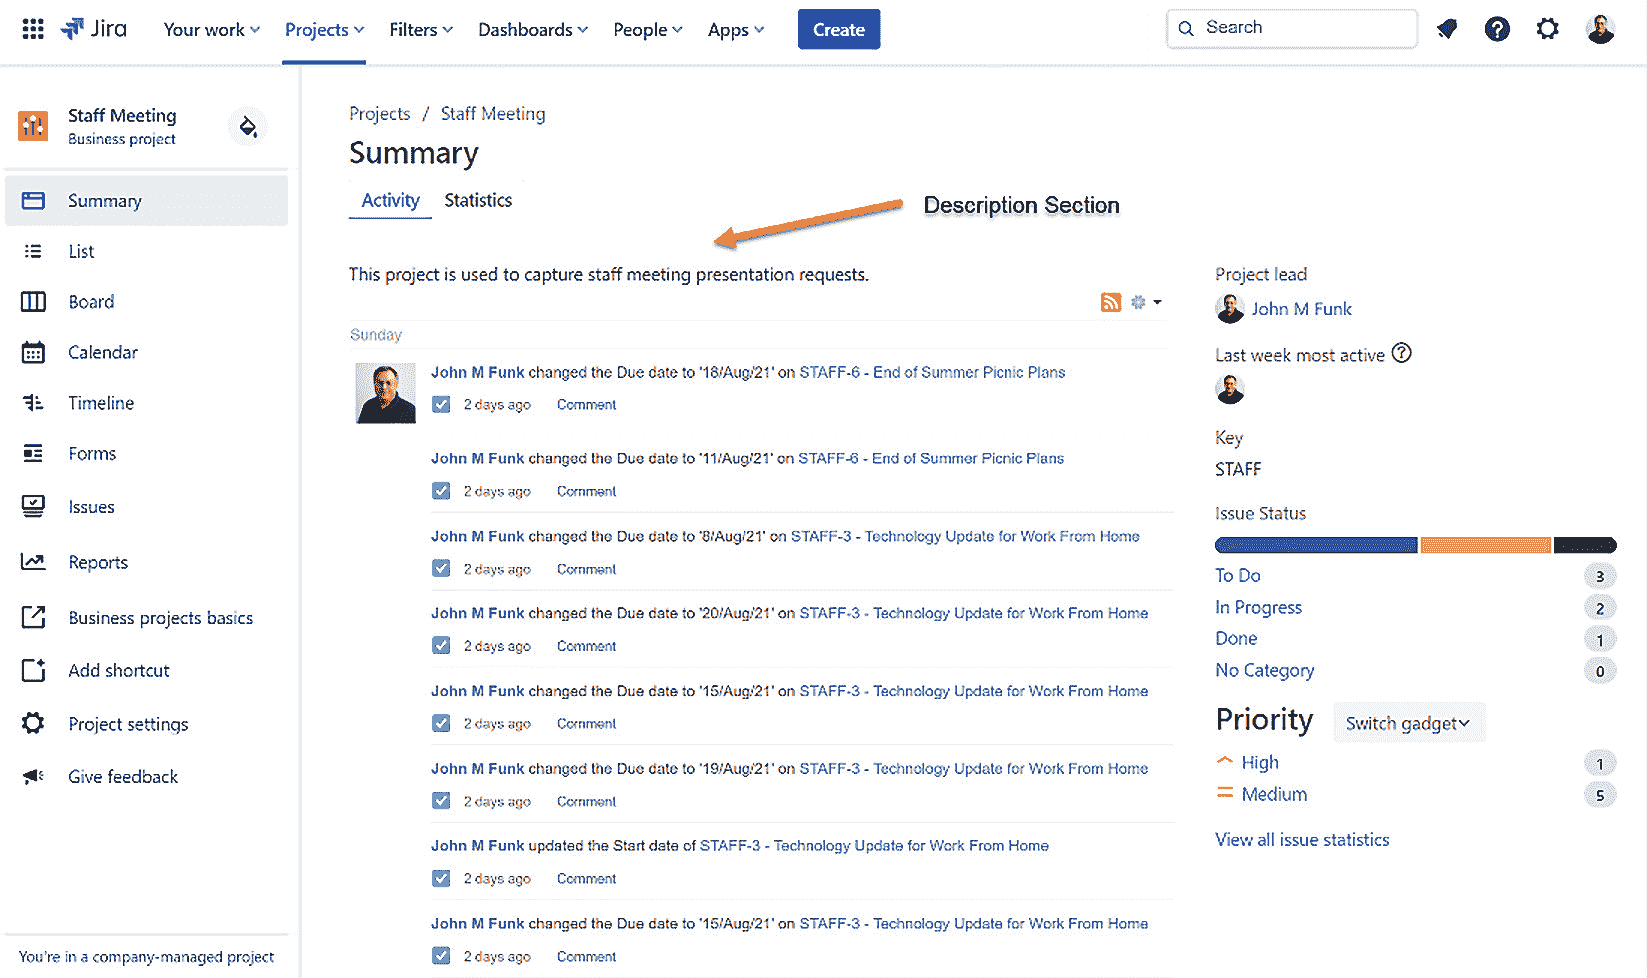 Jira
Your work
Projects
Filters
Dashboards
People
Apps
Create
Search
Staff Meeting
Business project
Summary
List
Board
Calendar
Timeline
Forms
Issues
Reports
Business projects basics
Add shortcut
Project settings
Give feedback
You're in a company-managed project
Projects / Staff Meeting
Summary
Activity
Statistics
Description Section
This project is used to capture staff meeting presentation requests.
Sunday
John M Funk changed the Due date to '18/Aug/21' on STAFF-6 - End of Summer Picnic Plans
2 days ago Comment
John M Funk changed the Due date to '11/Aug/21' on STAFF-6 - End of Summer Picnic Plans
2 days ago Comment
John M Funk changed the Due date to '8/Aug/21' on STAFF-3 - Technology Update for Work From Home
2 days ago Comment
John M Funk changed the Due date to '20/Aug/21' on STAFF-3 - Technology Update for Work From Home
2 days ago Comment
John M Funk changed the Due date to '15/Aug/21' on STAFF-3 - Technology Update for Work From Home
2 days ago Comment
John M Funk changed the Due date to '19/Aug/21' on STAFF-3 - Technology Update for Work From Home
2 days ago Comment
John M Funk updated the Start date of STAFF-3 - Technology Update for Work From Home
2 days ago Comment
John M Funk changed the Due date to '15/Aug/21' on STAFF-3 - Technology Update for Work From Home
2 days ago Comment
Project lead
John M Funk
Last week most active
Key
STAFF
Issue Status
To Do 3
In Progress 2
Done 1
No Category 0
Priority
Switch gadget
High 1
Medium 5
View all issue statistics